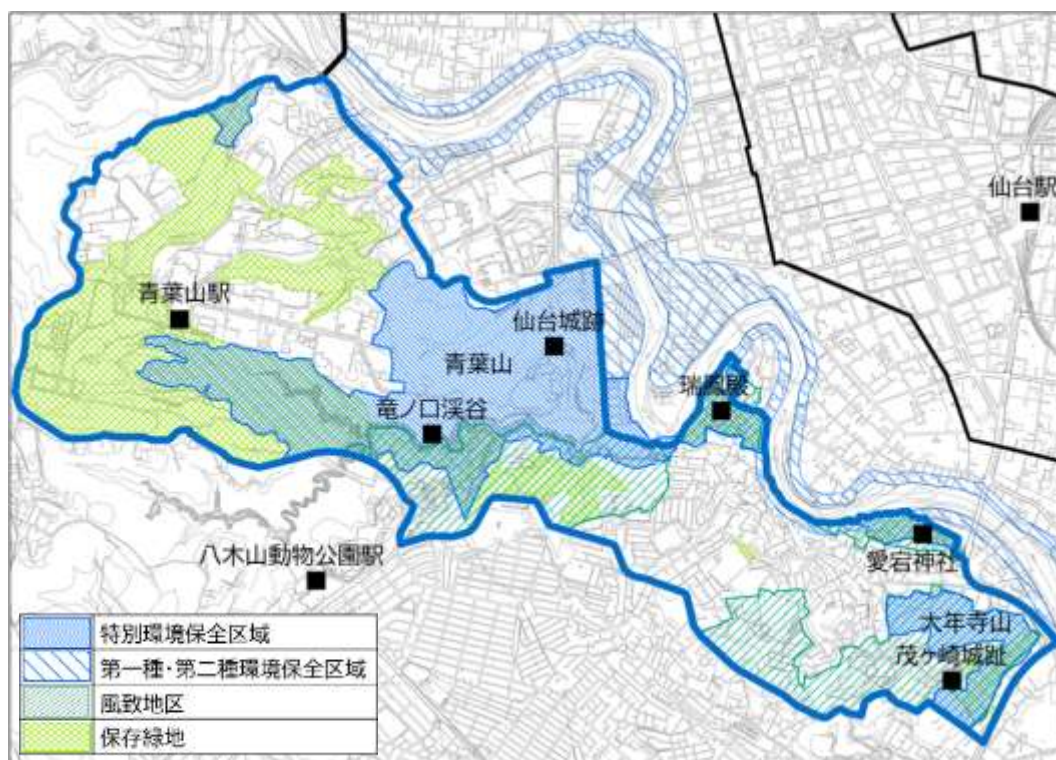 仙台駅
青葉山駅
仙台城跡
青葉山
瑞鳳殿
竜ノ口渓谷
八木山動物公園駅
愛宕神社
大年寺山
茂ヶ崎城趾
特別環境保全区域
第一種・第二種環境保全区域
風致地区
保存緑地